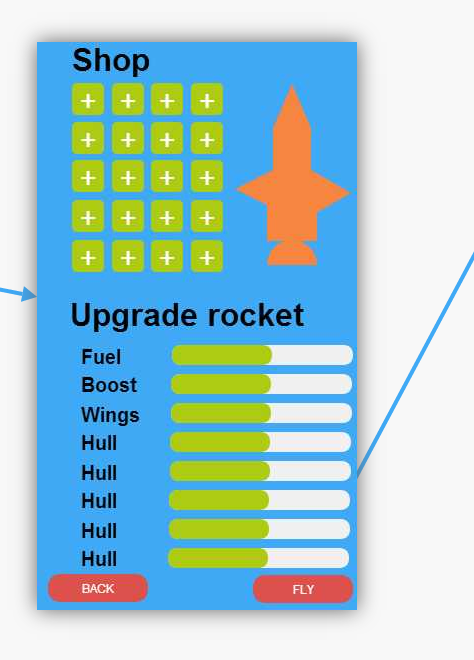 Shop
+ + + +
+ + + +
+ + + +
+ + + +
+ + + +
Upgrade rocket
Fuel
Boost
Wings
Hull
Hull
Hull
Hull
Hull
BACK FLY